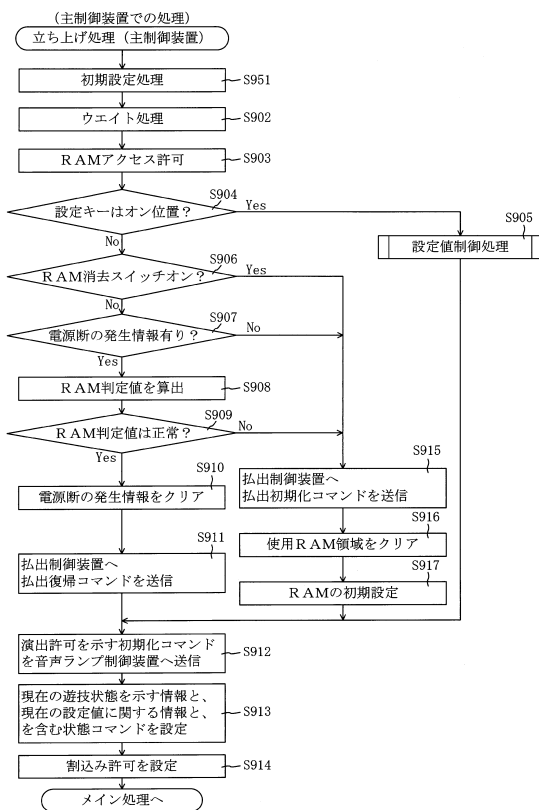 (主制御装置での処理)
立ち上げ処理(主制御装置)
初期設定処理
S951
ウエイト処理
S902
RAMアクセス許可
S903
S904
設定キーはオン位置?
Yes
No
S905
設定値制御処理
S906
RAM消去スイッチオン?
Yes
No
S907
電源断の発生情報有り?
No
Yes
RAM判定値を算出
S908
S909
RAM判定値は正常?
No
Yes
S910
電源断の発生情報をクリア
S911
払出制御装置へ
払出復帰コマンドを送信
S915
払出制御装置へ
払出初期化コマンドを送信
S916
使用RAM領域をクリア
S917
RAMの初期設定
演出許可を示す初期化コマンド
を音声ランプ制御装置へ送信
S912
現在の遊技状態を示す情報と、
現在の設定値に関する情報と、
を含む状態コマンドを設定
S913
割込み許可を設定
S914
メイン処理へ